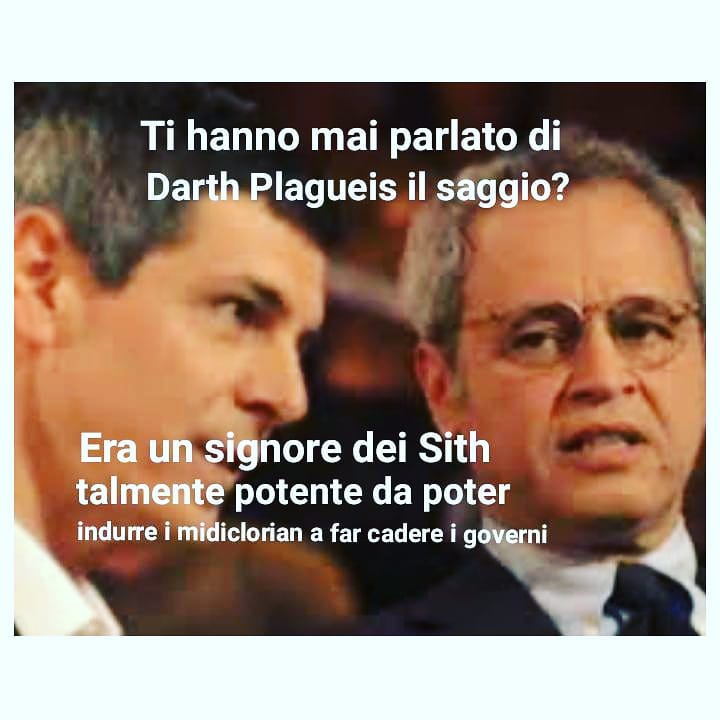 Ti hanno mai parlato di
Darth Plagueis il saggio?
Era un signore dei Sith
talmente potente da poter
indurre i midiclorian a far cadere i governi